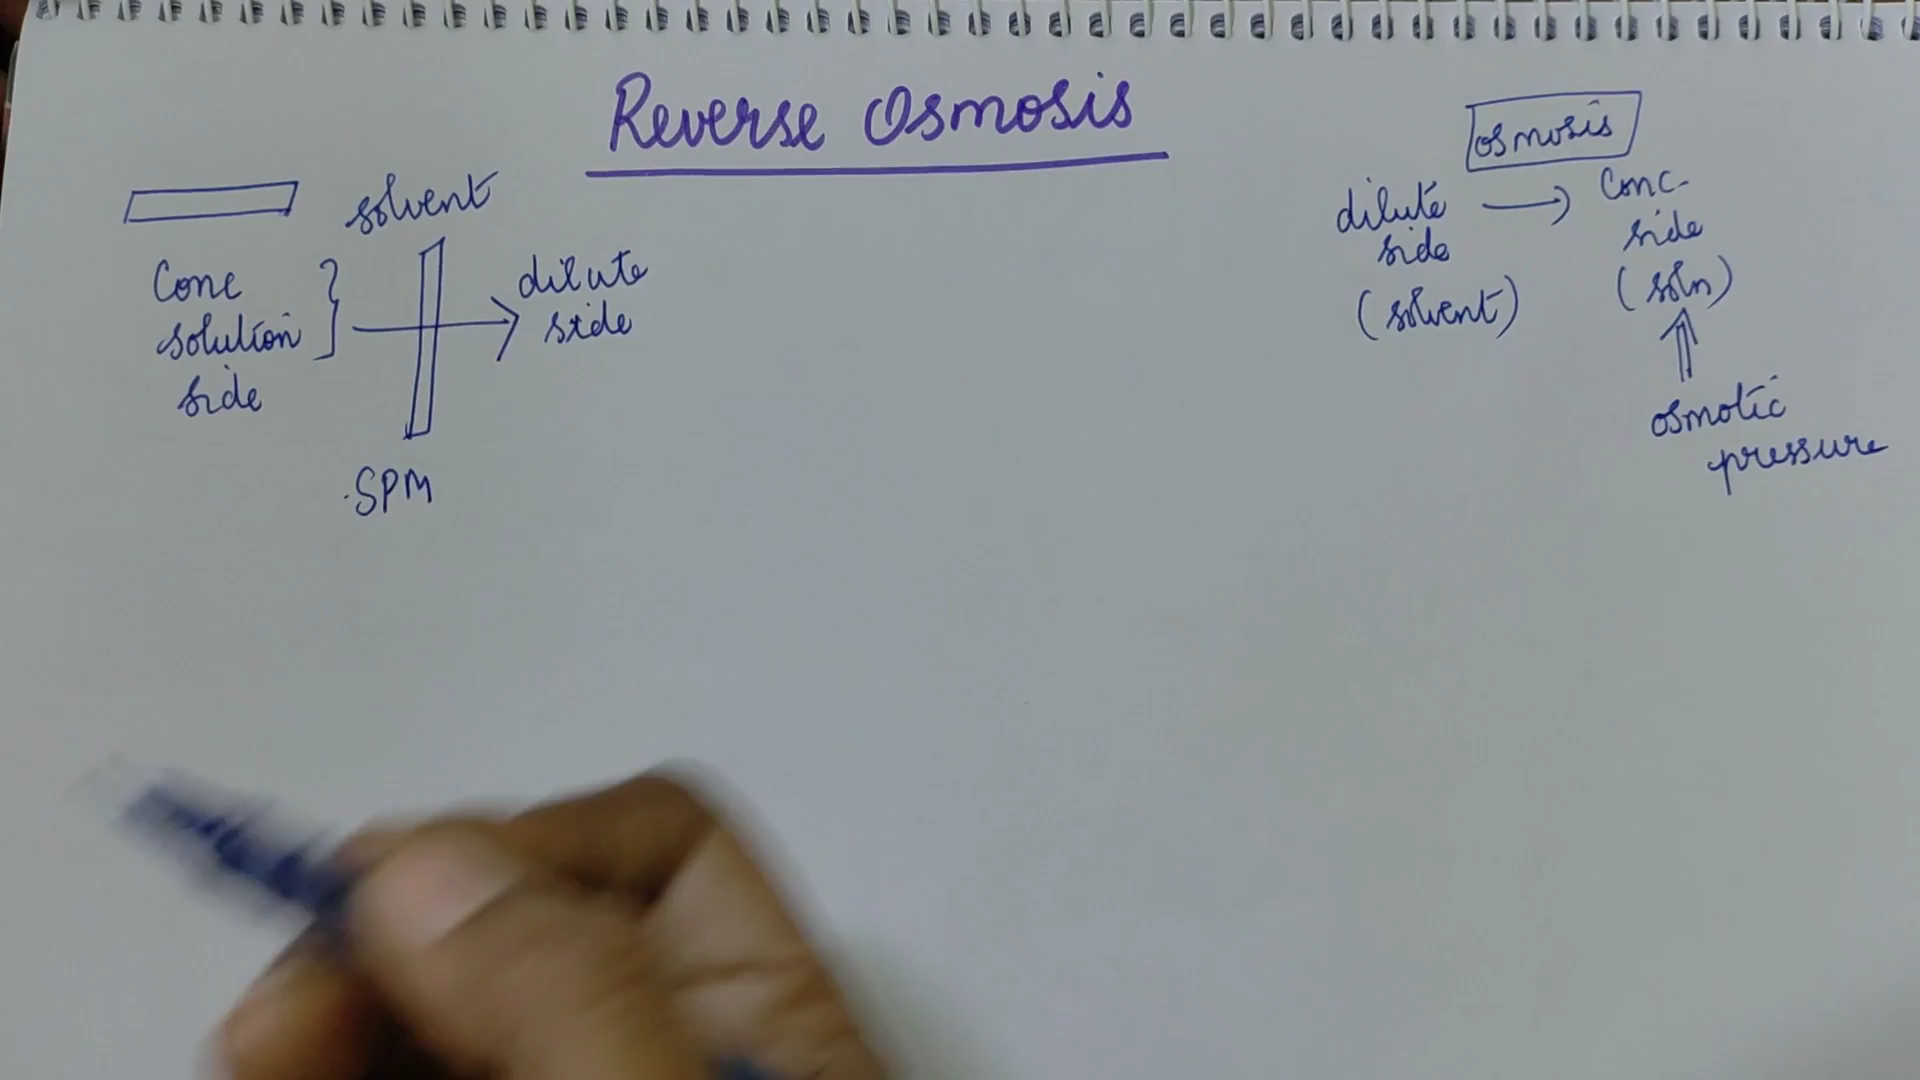 Reverse Osmosis
solvent
Conc
solution
side
dilute
side
SPM
osmosis
dilute
side
(solvent)
Conc.
side
(soln)
osmotic
pressure